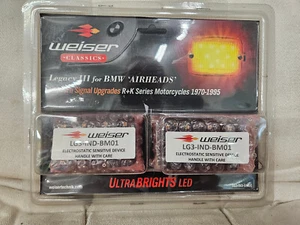 weiser
CLASSICS
Legacy III for BMW 'AIRHEADS'
Signal Upgrades R+K Series Motorcycles 1970-1995
weiser
LG3-IND-BM01
ELECTROSTATIC SENSITIVE DEVICE
HANDLE WITH CARE
weiser
LG3-IND-BM01
ELECTROSTATIC SENSITIVE DEVICE
HANDLE WITH CARE
weiser
ULTRABRIGHTS LED